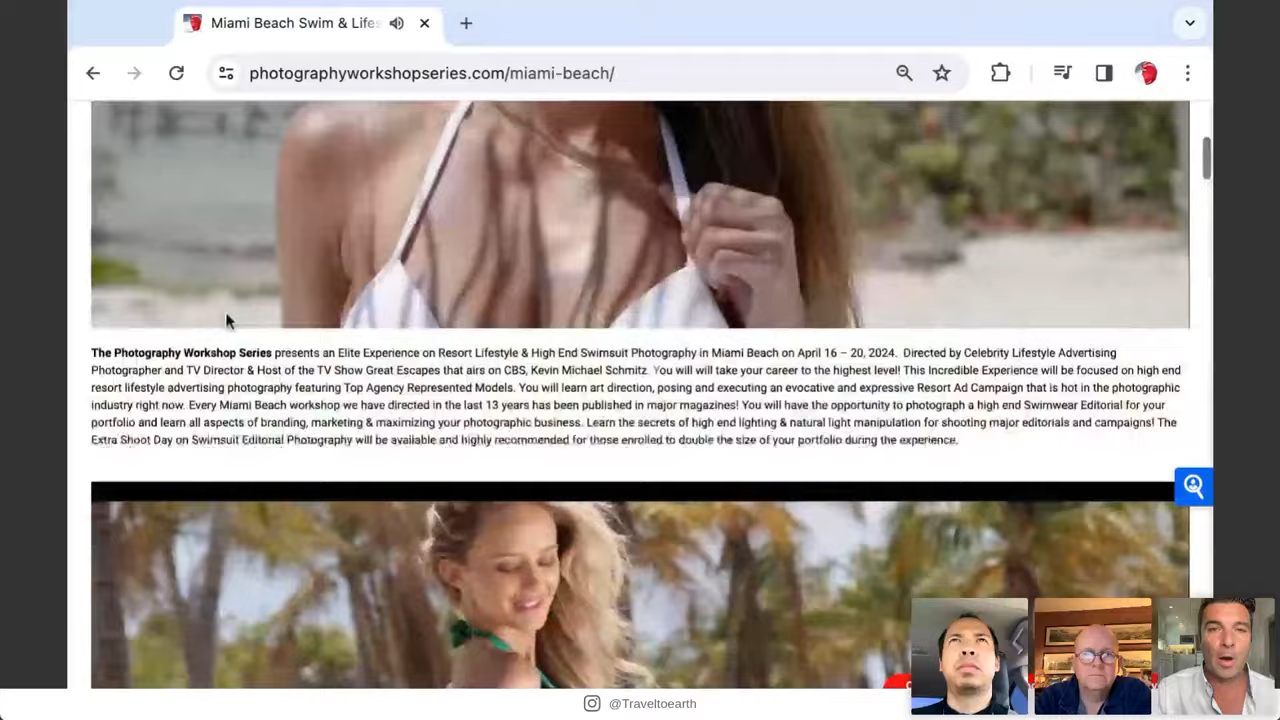 Miami Beach Swim & Lifes
photographyworkshopseries.com/miami-beach/
The Photography Workshop Series presents an Elite Experience on Resort Lifestyle & High End Swimsuit Photography in Miami Beach on April 16 – 20, 2024. Directed by Celebrity Lifestyle Advertising
Photographer and TV Director & Host of the TV Show Great Escapes that airs on CBS, Kevin Michael Schmitz. You will will take your career to the highest level! This Incredible Experience will be focused on high end
resort lifestyle advertising photography featuring Top Agency Represented Models. You will learn art direction, posing and executing an evocative and expressive Resort Ad Campaign that is hot in the photographic
industry right now. Every Miami Beach workshop we have directed in the last 13 years has been published in major magazines! You will have the opportunity to photograph a high end Swimwear Editorial for your
portfolio and learn all aspects of branding, marketing & maximizing your photographic business. Learn the secrets of high end lighting & natural light manipulation for shooting major editorials and campaigns! The
Extra Shoot Day on Swimsuit Editorial Photography will be available and highly recommended for those enrolled to double the size of your portfolio during the experience.
@Traveltoearth